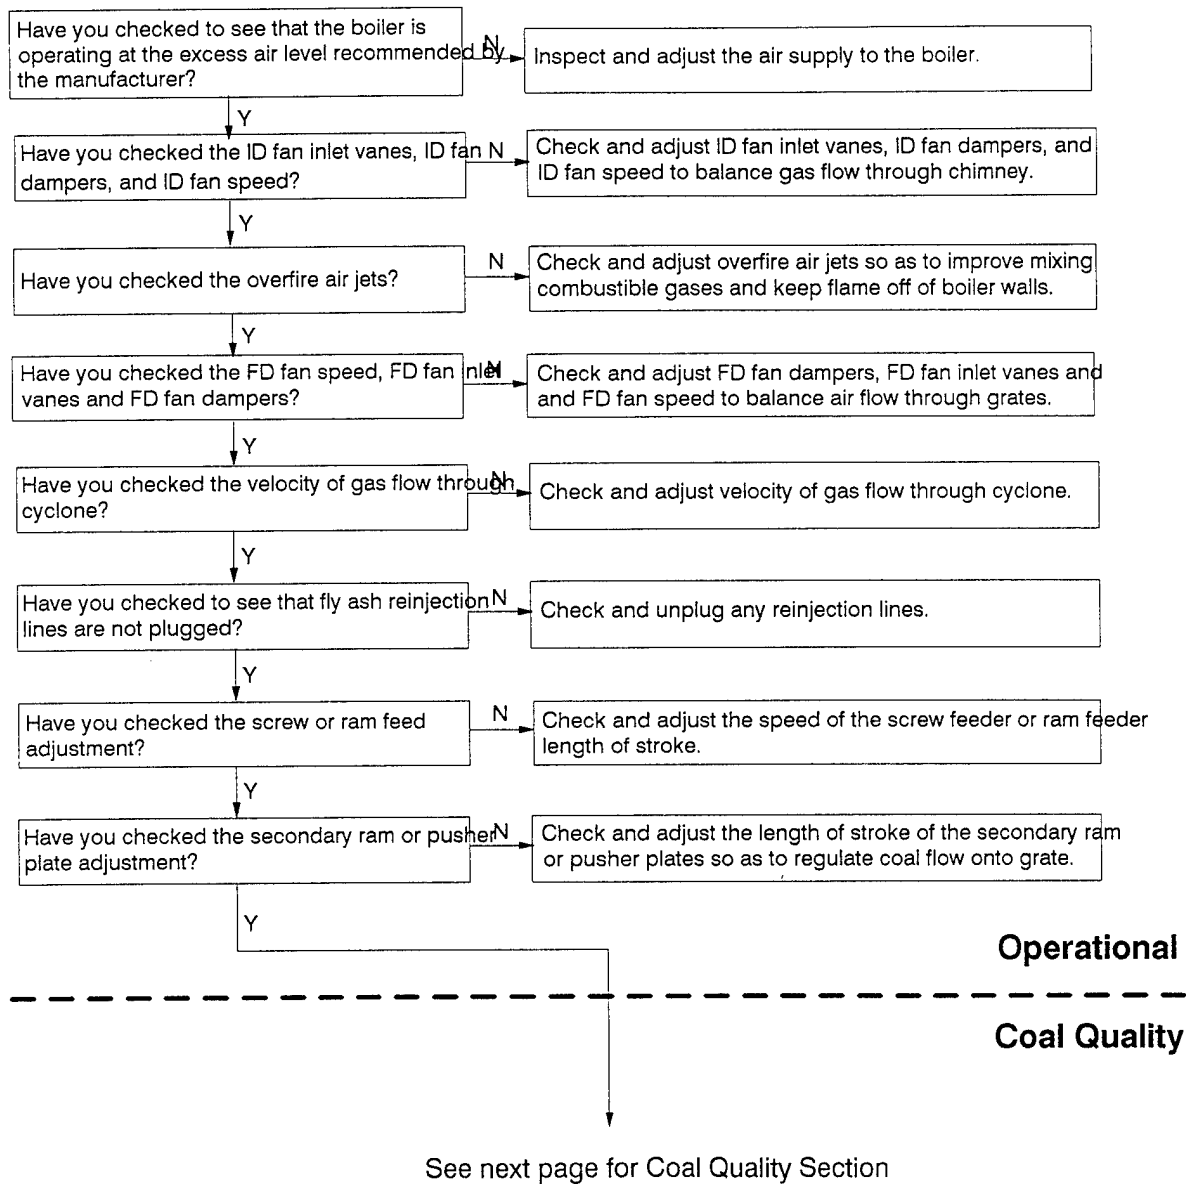 Have you checked to see that the boiler is
operating at the excess air level recommended by
the manufacturer?
N
Inspect and adjust the air supply to the boiler.
Y
Have you checked the ID fan inlet vanes, ID fan
dampers, and ID fan speed?
N
Check and adjust ID fan inlet vanes, ID fan dampers, and
ID fan speed to balance gas flow through chimney.
Y
Have you checked the overfire air jets?
N
Check and adjust overfire air jets so as to improve mixing
combustible gases and keep flame off of boiler walls.
Y
Have you checked the FD fan speed, FD fan inlet
vanes and FD fan dampers?
N
Check and adjust FD fan dampers, FD fan inlet vanes and
and FD fan speed to balance air flow through grates.
Y
Have you checked the velocity of gas flow through
cyclone?
N
Check and adjust velocity of gas flow through cyclone.
Y
Have you checked to see that fly ash reinjection
lines are not plugged?
N
Check and unplug any reinjection lines.
Y
Have you checked the screw or ram feed
adjustment?
N
Check and adjust the speed of the screw feeder or ram feeder
length of stroke.
Y
Have you checked the secondary ram or pusher
plate adjustment?
N
Check and adjust the length of stroke of the secondary ram
or pusher plates so as to regulate coal flow onto grate.
Y
Operational
Coal Quality
See next page for Coal Quality Section